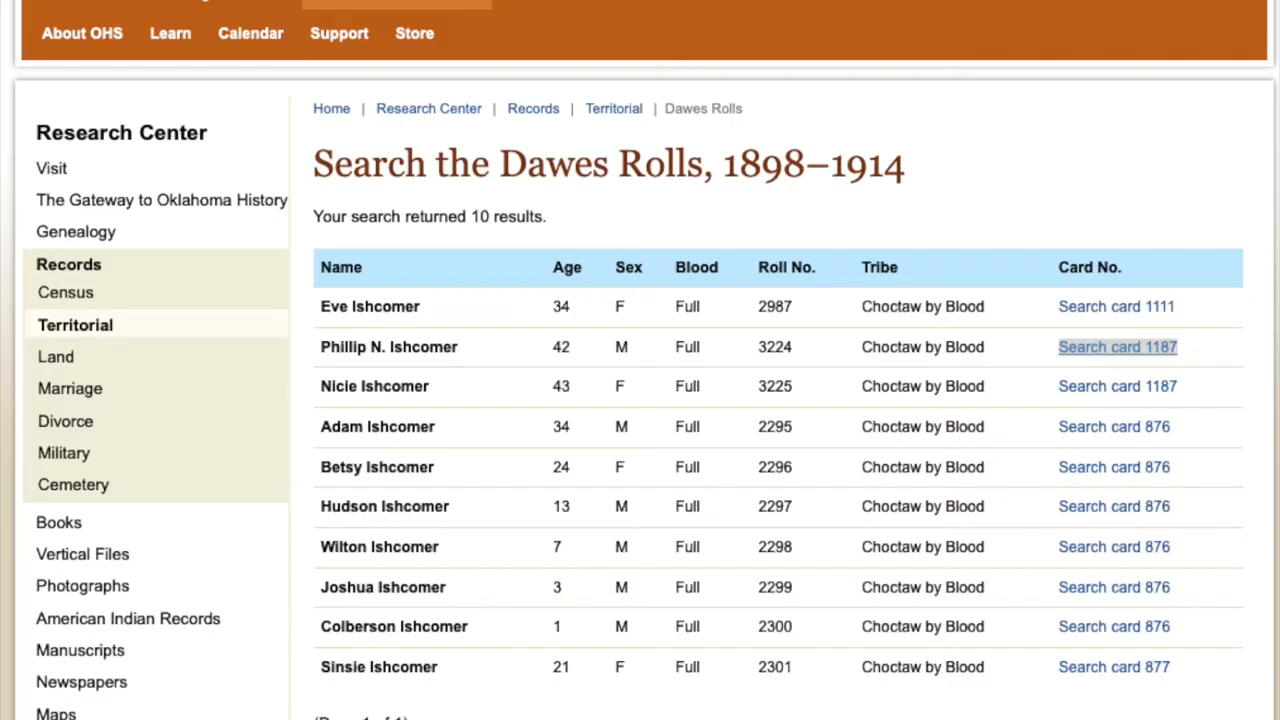 About OHS Learn Calendar Support Store
Home | Research Center | Records | Territorial | Dawes Rolls
Research Center
Visit
The Gateway to Oklahoma History
Genealogy
Records
Census
Territorial
Land
Marriage
Divorce
Military
Cemetery
Books
Vertical Files
Photographs
American Indian Records
Manuscripts
Newspapers
Maps
Search the Dawes Rolls, 1898–1914
Your search returned 10 results.
Name Age Sex Blood Roll No. Tribe Card No.
Eve Ishcomer 34 F Full 2987 Choctaw by Blood Search card 1111
Phillip N. Ishcomer 42 M Full 3224 Choctaw by Blood Search card 1187
Nicie Ishcomer 43 F Full 3225 Choctaw by Blood Search card 1187
Adam Ishcomer 34 M Full 2295 Choctaw by Blood Search card 876
Betsy Ishcomer 24 F Full 2296 Choctaw by Blood Search card 876
Hudson Ishcomer 13 M Full 2297 Choctaw by Blood Search card 876
Wilton Ishcomer 7 M Full 2298 Choctaw by Blood Search card 876
Joshua Ishcomer 3 M Full 2299 Choctaw by Blood Search card 876
Colberson Ishcomer 1 M Full 2300 Choctaw by Blood Search card 876
Sinsie Ishcomer 21 F Full 2301 Choctaw by Blood Search card 877
(Page 1 of 1)